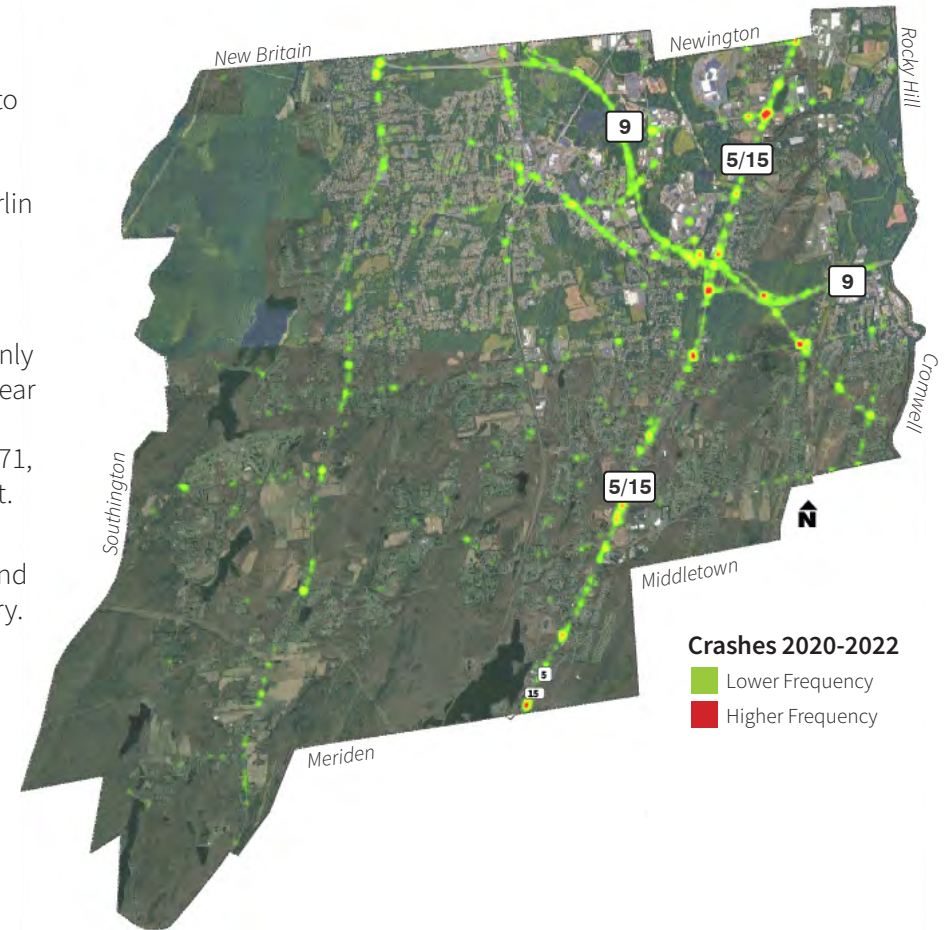 to
rlin
only
ear
71,
t.
nd
ry.
New Britain
Newington
Rocky Hill
9
5/15
9
Cromwell
Southington
5/15
N
Middletown
5
15
Meriden
Crashes 2020-2022
Lower Frequency
Higher Frequency